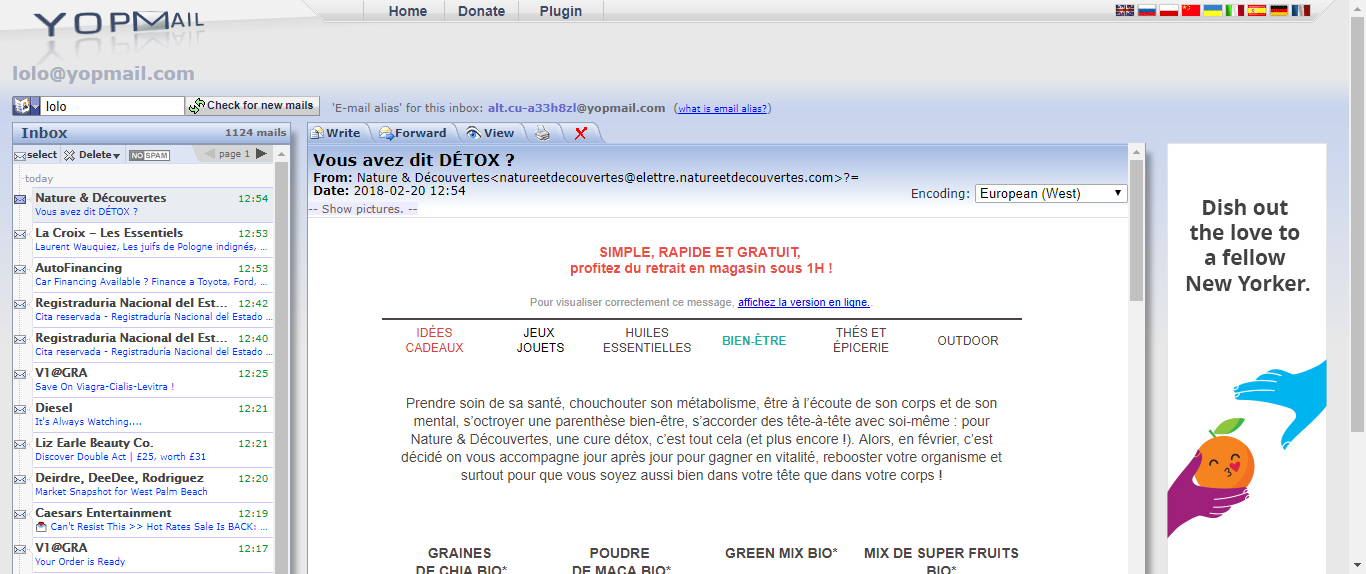 YOPMAIL
Home Donate Plugin
lolo@yopmail.com
lolo Check for new mails 'E-mail alias' for this inbox: alt.cu-a33h8zl@yopmail.com (what is email alias?)
Inbox 1124 mails
select Delete NO SPAM page 1
today
Nature & Découvertes 12:54
Vous avez dit DÉTOX ?
La Croix – Les Essentiels 12:53
Laurent Wauquiez, Les juifs de Pologne indignés, ...
AutoFinancing 12:53
Car Financing Available ? Finance a Toyota, Ford, ...
Registraduria Nacional del Est... 12:42
Cita reservada - Registraduría Nacional del Estado ...
Registraduria Nacional del Est... 12:40
Cita reservada - Registraduría Nacional del Estado ...
V1@GRA 12:25
Save On Viagra-Cialis-Levitra !
Diesel 12:21
It's Always Watching....
Liz Earle Beauty Co. 12:21
Discover Double Act | £25, worth £31
Deirdre, DeeDee, Rodriguez 12:20
Market Snapshot for West Palm Beach
Caesars Entertainment 12:19
Can't Resist This >> Hot Rates Sale Is BACK: ...
V1@GRA 12:17
Your Order is Ready
Write Forward View
Vous avez dit DÉTOX ?
From: Nature & Découvertes<natureetdecouvertes@elettre.natureetdecouvertes.com>?=
Date: 2018-02-20 12:54
Encoding: European (West)
-- Show pictures. --
SIMPLE, RAPIDE ET GRATUIT,
profitez du retrait en magasin sous 1H !
Pour visualiser correctement ce message, affichez la version en ligne.
IDÉES JEUX HUILES BIEN-ÊTRE THÉS ET OUTDOOR
CADEAUX JOUETS ESSENTIELLES ÉPICERIE
Prendre soin de sa santé, chouchouter son métabolisme, être à l'écoute de son corps et de son
mental, s'octroyer une parenthèse bien-être, s'accorder des tête-à-tête avec soi-même : pour
Nature & Découvertes, une cure détox, c'est tout cela (et plus encore !). Alors, en février, c'est
décidé on vous accompagne jour après jour pour gagner en vitalité, rebooster votre organisme et
surtout pour que vous soyez aussi bien dans votre tête que dans votre corps !
GRAINES POUDRE GREEN MIX BIO* MIX DE SUPER FRUITS
DE CHIA BIO* DE MACA BIO* BIO*
Dish out
the love to
a fellow
New Yorker.